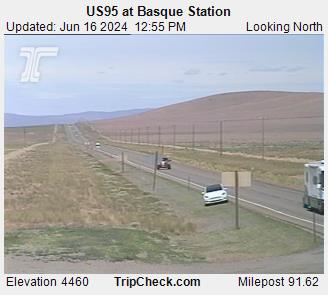 US95 at Basque Station
Updated: Jun 16 2024 12:55 PM Looking North
Elevation 4460 TripCheck.com Milepost 91.62